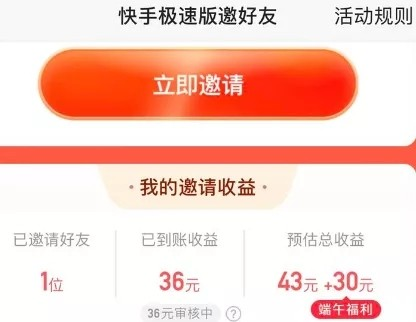 快手极速版邀好友 活动规则
立即邀请
我的邀请收益
已邀请好友 已到账收益 预估总收益
1位 36元 43元 +30元
36元审核中 ? 端午福利